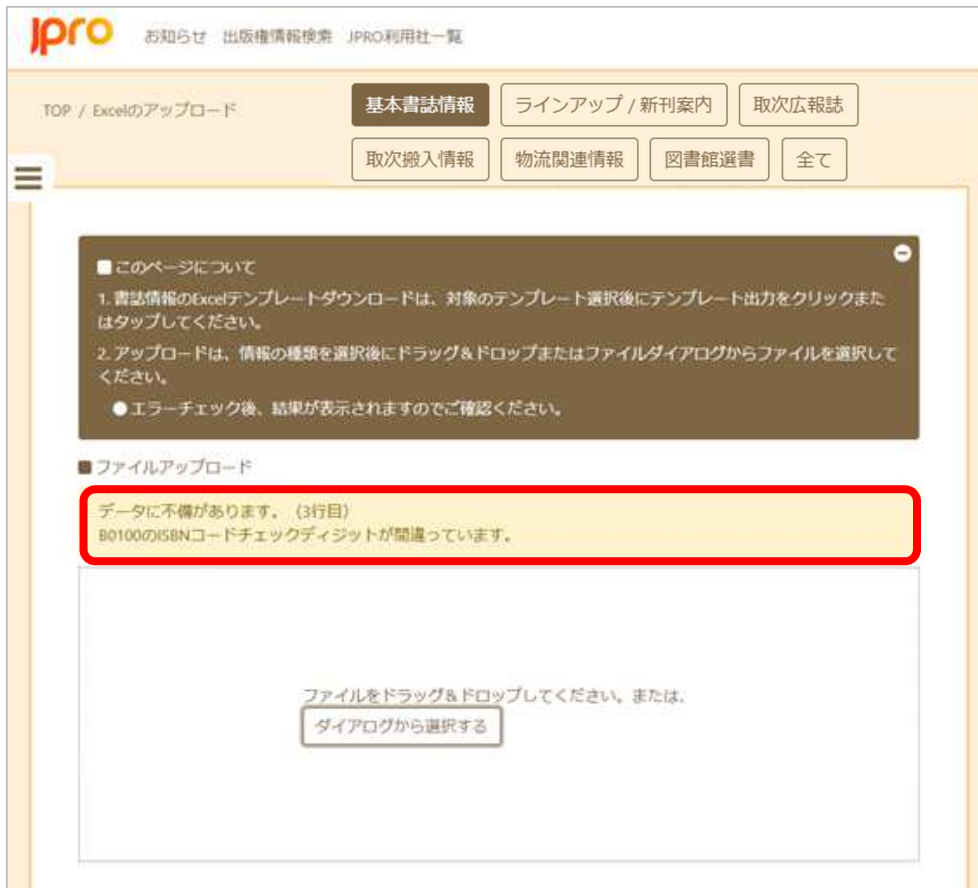 jpro お知らせ 出版権情報検索 JPRO利用社一覧
TOP / Excelのアップロード
基本書誌情報 ラインアップ / 新刊案内 取次広報誌
取次搬入情報 物流関連情報 図書館選書 全て
■このページについて
1. 書誌情報のExcelテンプレートダウンロードは、対象のテンプレート選択後にテンプレート出力をクリックまた
はタップしてください。
2. アップロードは、情報の種類を選択後にドラッグ&ドロップまたはファイルダイアログからファイルを選択して
ください。
●エラーチェック後、結果が表示されますのでご確認ください。
■ファイルアップロード
データに不備があります。（3行目）
B0100のISBNコードチェックディジットが間違っています。
ファイルをドラッグ&ドロップしてください。または、
ダイアログから選択する